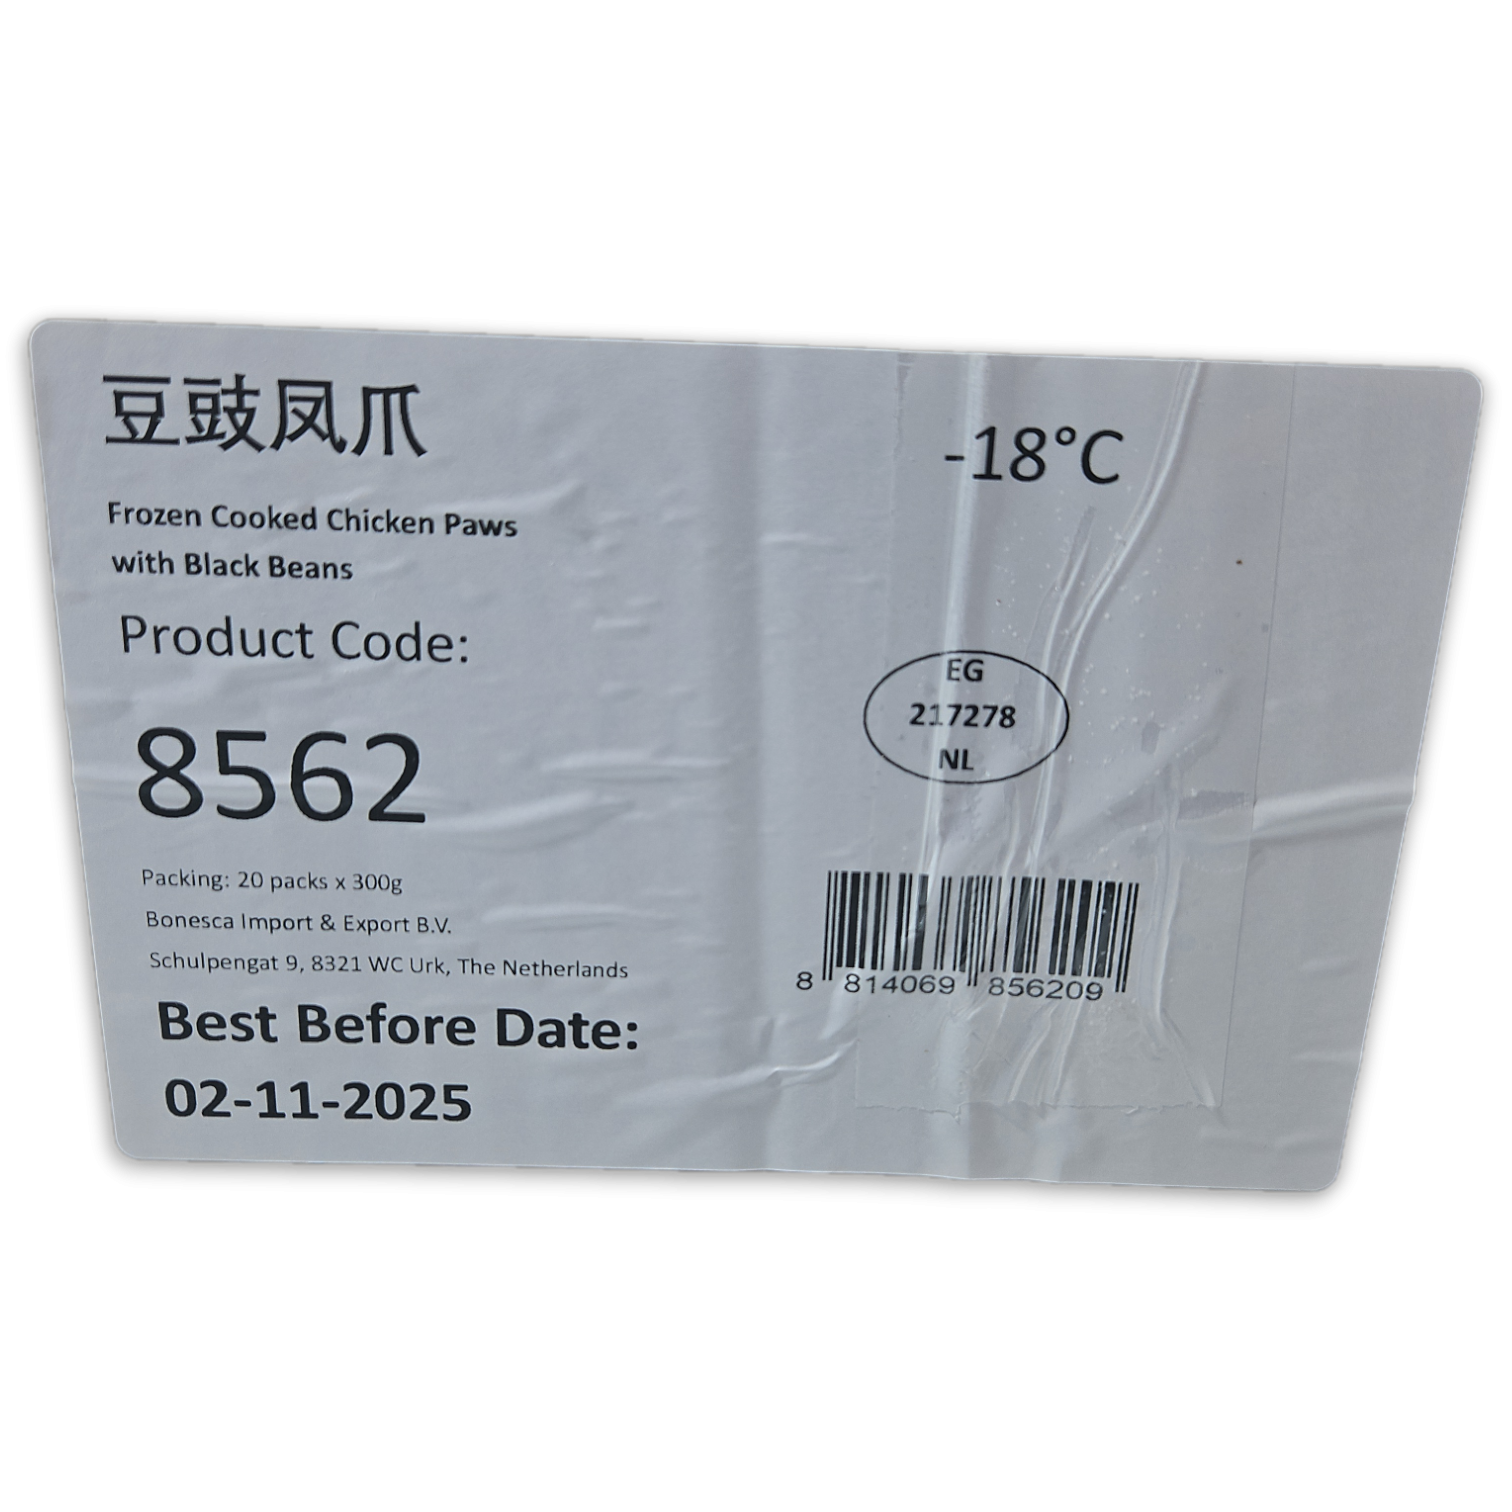 豆豉凤爪
Frozen Cooked Chicken Paws
with Black Beans
Product Code:
8562
Packing: 20 packs x 300g
Bonesca Import & Export B.V.
Schulpengat 9, 8321 WC Urk, The Netherlands
Best Before Date:
02-11-2025
-18°C
EG
217278
NL
8 814069 856209